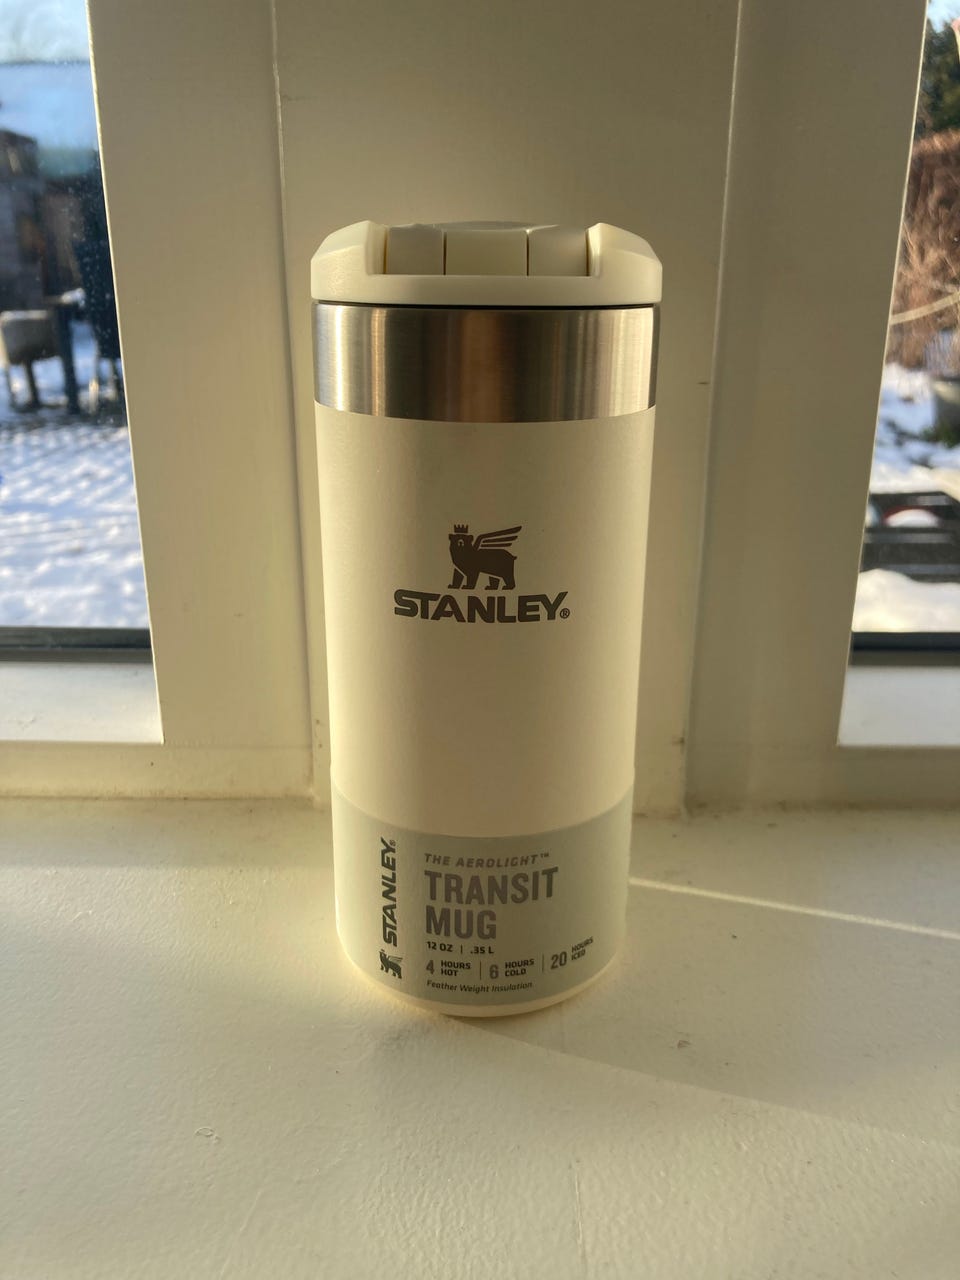 STANLEY®
STANLEY®
THE AEROLIGHT™
TRANSIT
MUG
12 OZ | .35 L
4 HOURS HOT | 6 HOURS COLD | 20 HOURS ICED
Feather Weight Insulation